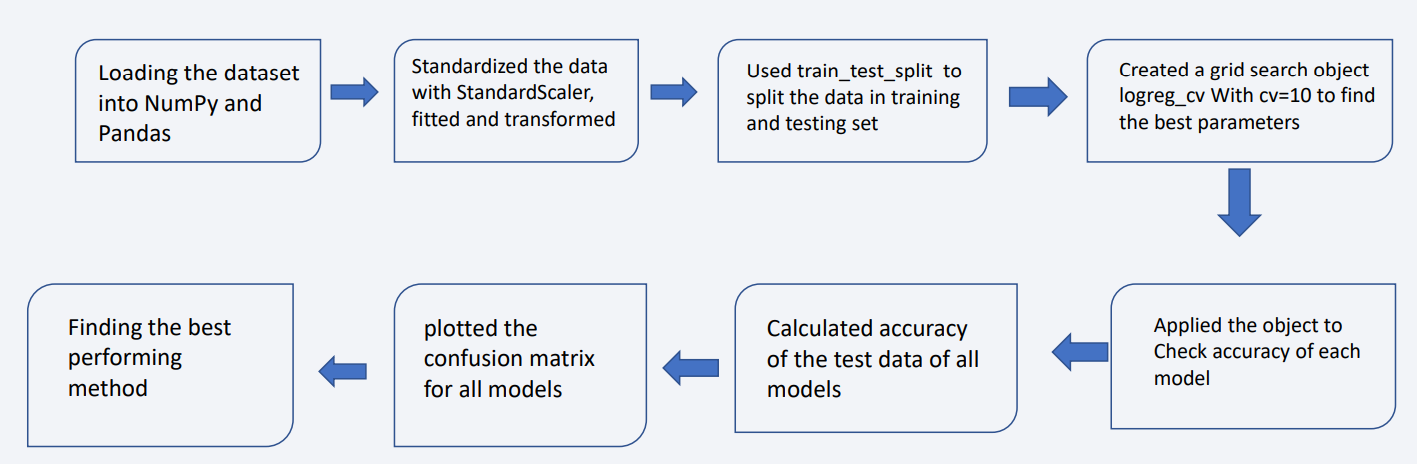 Loading the dataset
into NumPy and
Pandas
Standardized the data
with StandardScaler,
fitted and transformed
Used train_test_split to
split the data in training
and testing set
Created a grid search object
logreg_cv With cv=10 to find
the best parameters
Applied the object to
Check accuracy of each
model
Calculated accuracy
of the test data of all
models
plotted the
confusion matrix
for all models
Finding the best
performing
method